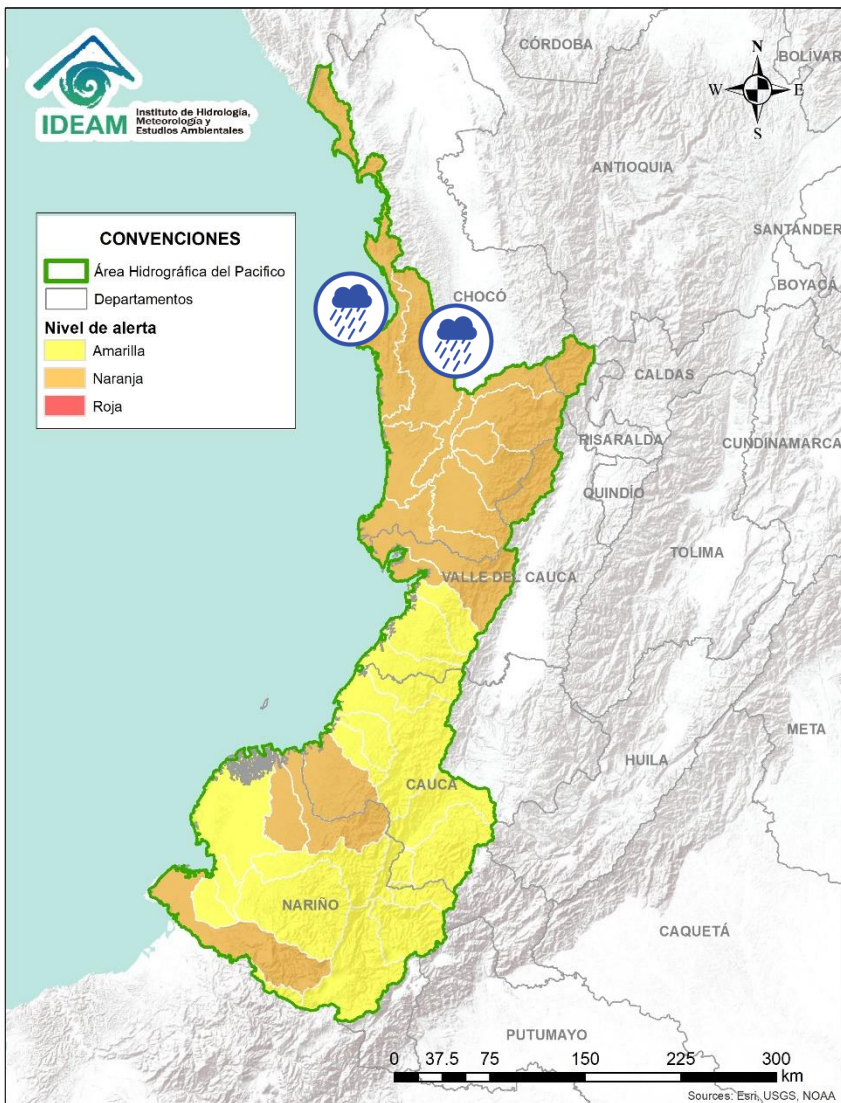 IDEAM
Instituto de Hidrología,
Meteorología y
Estudios Ambientales
CÓRDOBA
BOLÍVAR
N
W
E
S
ANTIOQUIA
SANTANDER
BOYACÁ
CONVENCIONES
Área Hidrográfica del Pacifico
Departamentos
Nivel de alerta
Amarilla
Naranja
Roja
CHOCÓ
CALDAS
RISARALDA
CUNDINAMARCA
QUINDÍO
TOLIMA
VALLE DEL CAUCA
META
HUILA
CAUCA
NARIÑO
CAQUETÁ
PUTUMAYO
0 37.5 75 150 225 300
km
Sources: Esri, USGS, NOAA